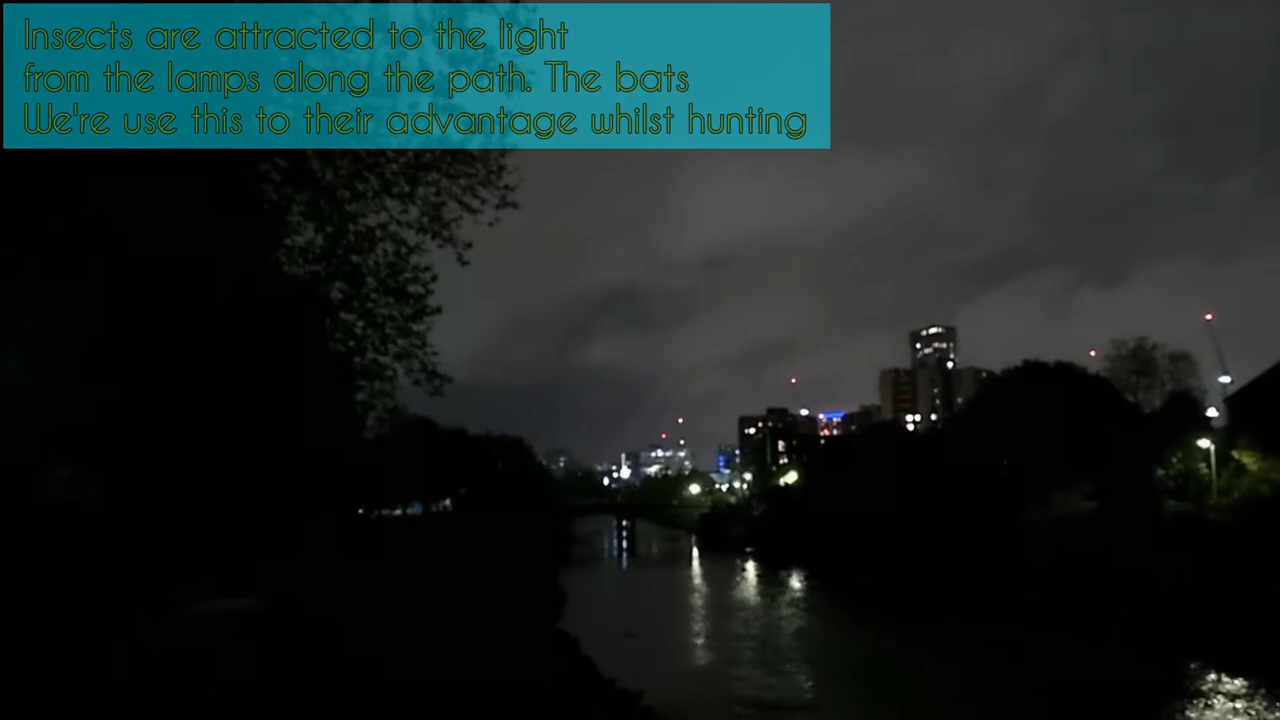 Insects are attracted to the light
from the lamps along the path. The bats
We're use this to their advantage whilst hunting